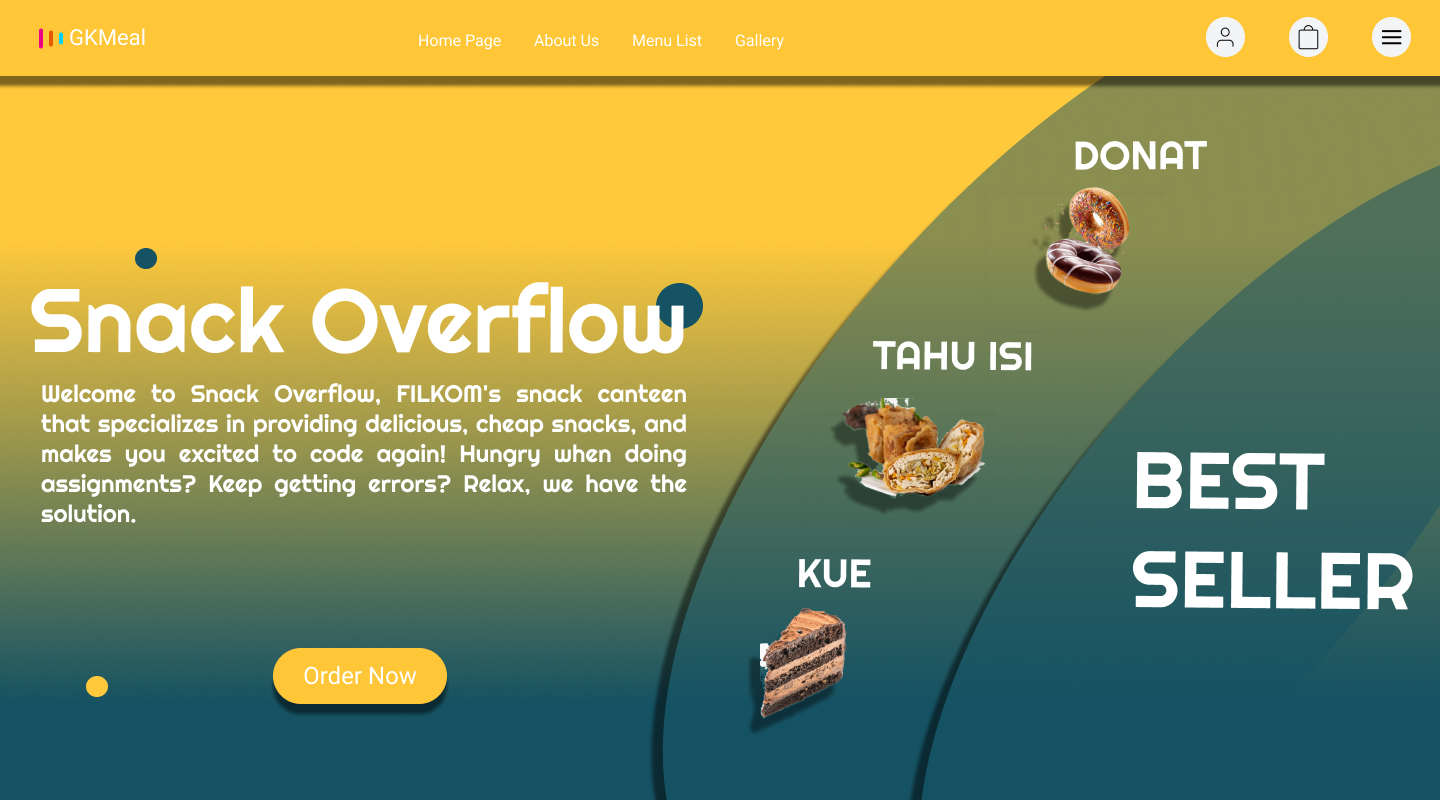 GKMeal
Home Page
About Us
Menu List
Gallery
DONAT
Snack Overflow
Welcome to Snack Overflow, FILKOM's snack canteen
that specializes in providing delicious, cheap snacks, and
makes you excited to code again! Hungry when doing
assignments? Keep getting errors? Relax, we have the
solution.
Order Now
TAHU ISI
KUE
BEST
SELLER